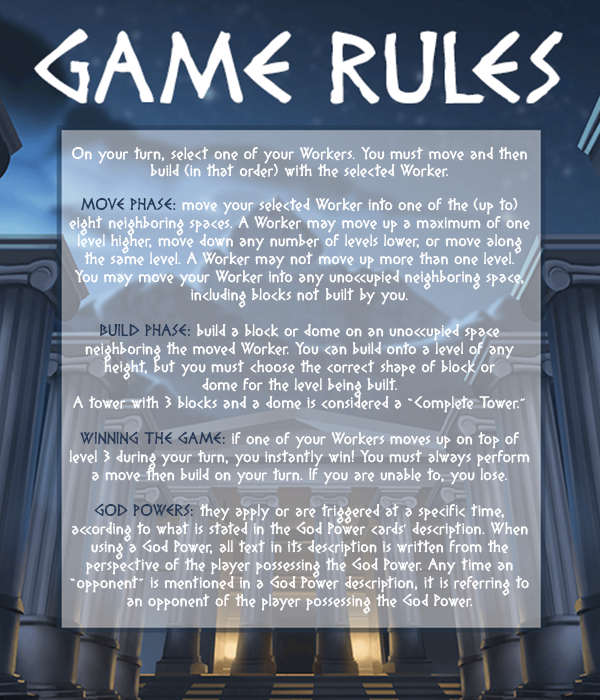 GAME RULES
On your turn, select one of your Workers. You must move and then
build (in that order) with the selected Worker.
MOVE PHASE: move your selected Worker into one of the (up to)
eight neighboring spaces. A Worker may move up a maximum of one
level higher, move down any number of levels lower, or move along
the same level. A Worker may not move up more than one level.
You may move your Worker into any unoccupied neighboring space,
including blocks not built by you.
BUILD PHASE: build a block or dome on an unoccupied space
neighboring the moved Worker. You can build onto a level of any
height, but you must choose the correct shape of block or
dome for the level being built.
A tower with 3 blocks and a dome is considered a "Complete Tower."
WINNING THE GAME: if one of your Workers moves up on top of
level 3 during your turn, you instantly win! You must always perform
a move then build on your turn. If you are unable to, you lose.
GOD POWERS: they apply or are triggered at a specific time,
according to what is stated in the God Power cards' description. When
using a God Power, all text in its description is written from the
perspective of the player possessing the God Power. Any time an
"opponent" is mentioned in a God Power description, it is referring to
an opponent of the player possessing the God Power.